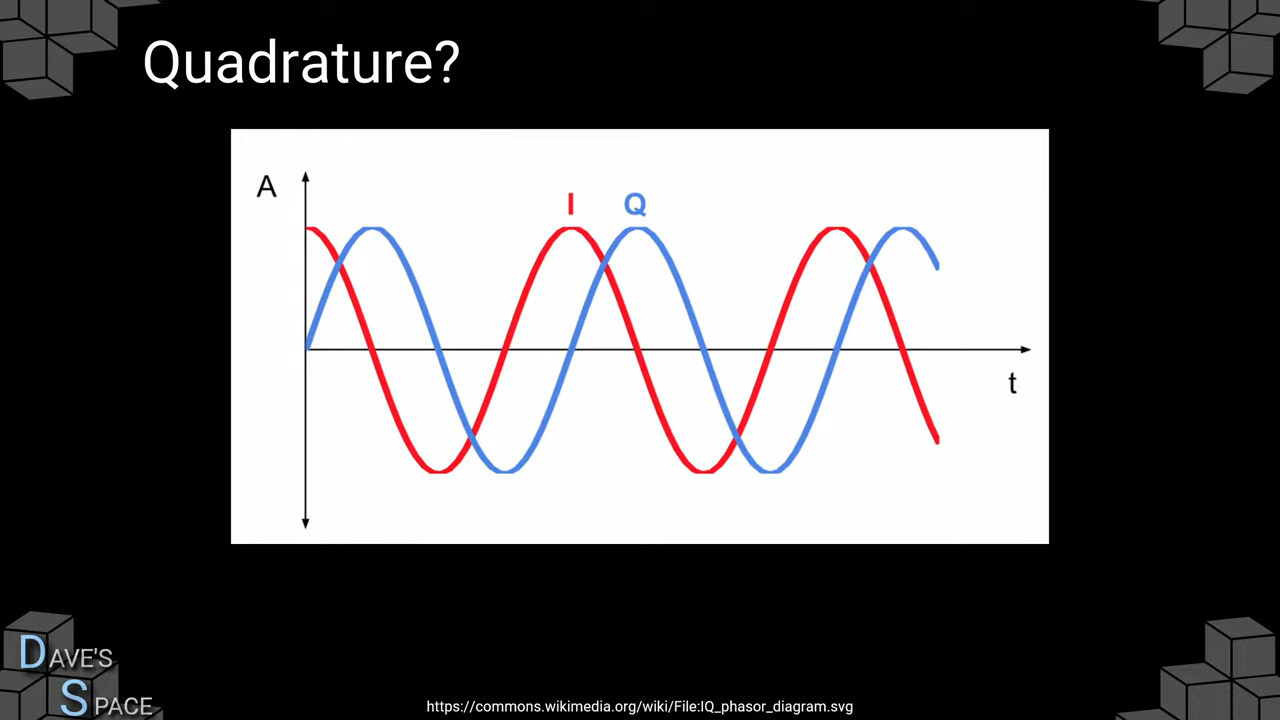 Quadrature?
A
I
Q
t
DAVE'S
SPACE
https://commons.wikimedia.org/wiki/File:IQ_phasor_diagram.svg